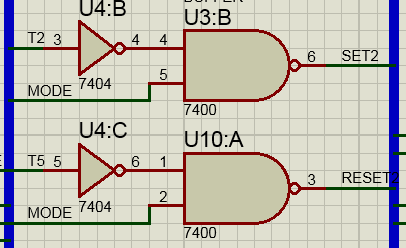 U4:B
U3:B
T2 3 4 4
6 SET2
5
MODE
7404
7400
U4:C
U10:A
T5 5 6 1
3 RESET2
2
MODE
7404
7400